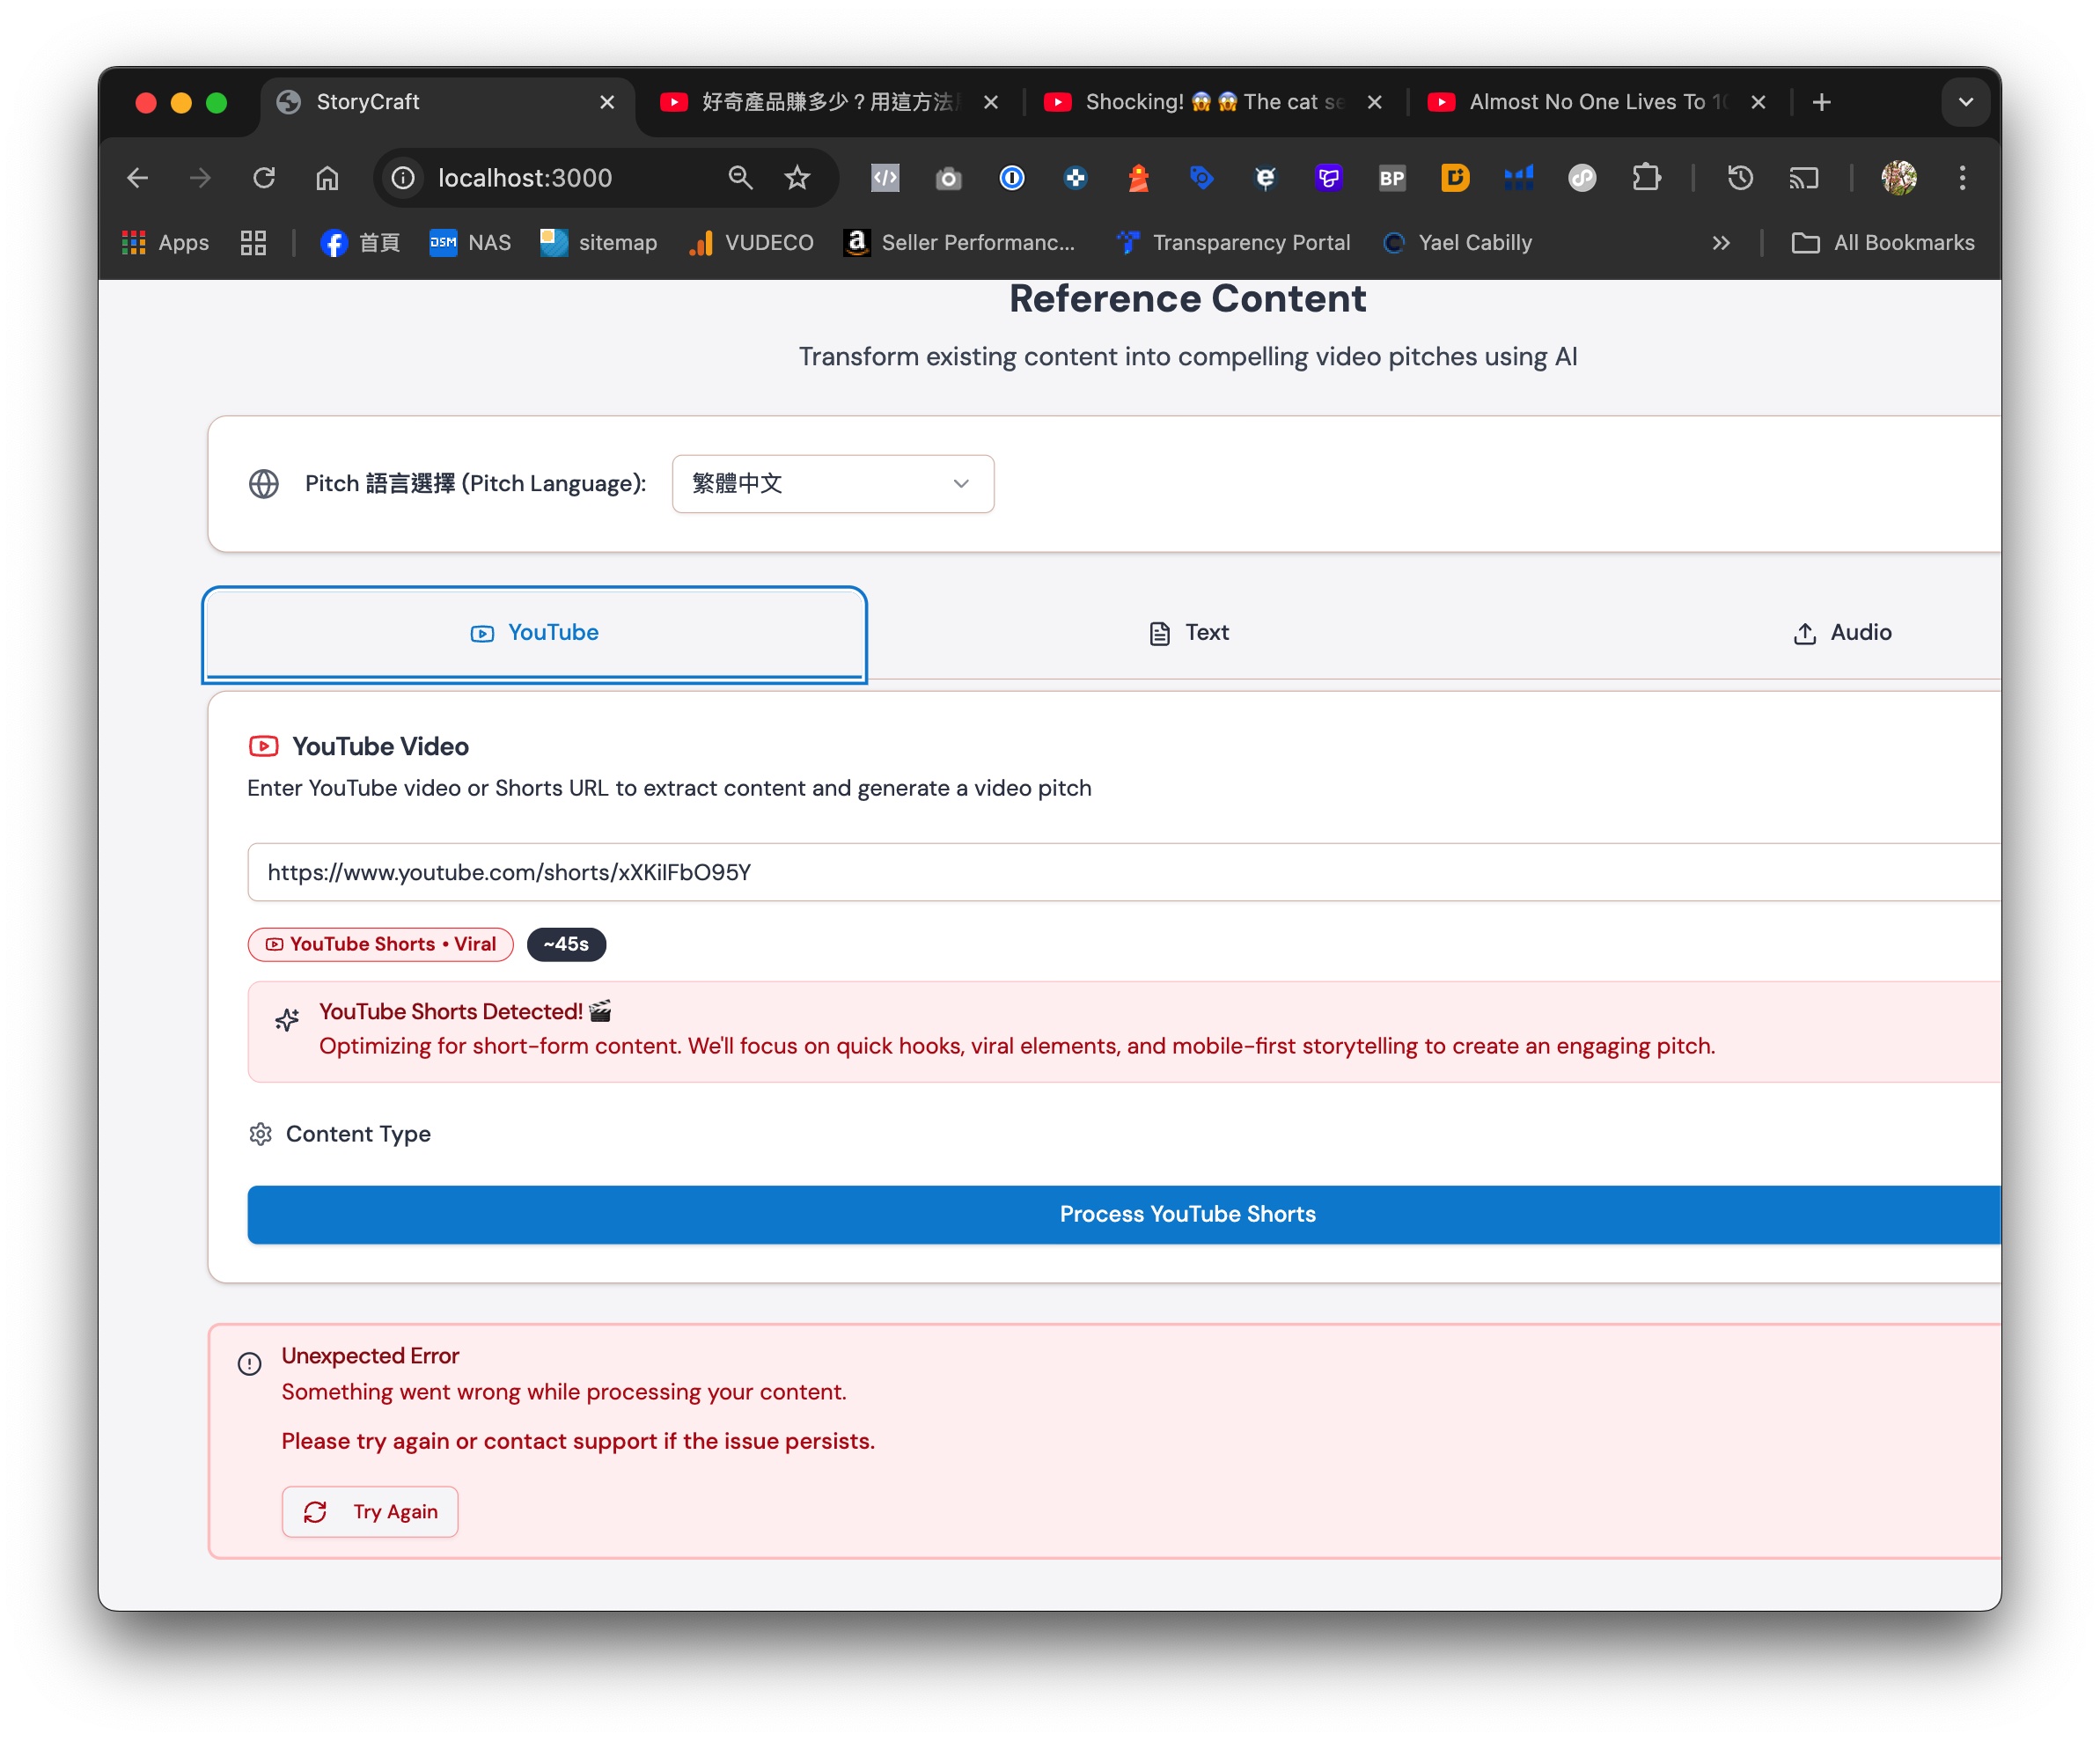 StoryCraft
好奇產品賺多少？用這方法
Shocking! 😱😱 The cat se
Almost No One Lives To 10
localhost:3000
BP
Apps
首頁
DSM
NAS
sitemap
VUDECO
Seller Performanc...
Transparency Portal
Yael Cabilly
All Bookmarks
Reference Content
Transform existing content into compelling video pitches using AI
Pitch 語言選擇 (Pitch Language):
繁體中文
YouTube
Text
Audio
YouTube Video
Enter YouTube video or Shorts URL to extract content and generate a video pitch
https://www.youtube.com/shorts/xXKiIFbO95Y
YouTube Shorts • Viral
~45s
YouTube Shorts Detected! 🎬
Optimizing for short-form content. We'll focus on quick hooks, viral elements, and mobile-first storytelling to create an engaging pitch.
Content Type
Process YouTube Shorts
Unexpected Error
Something went wrong while processing your content.
Please try again or contact support if the issue persists.
Try Again